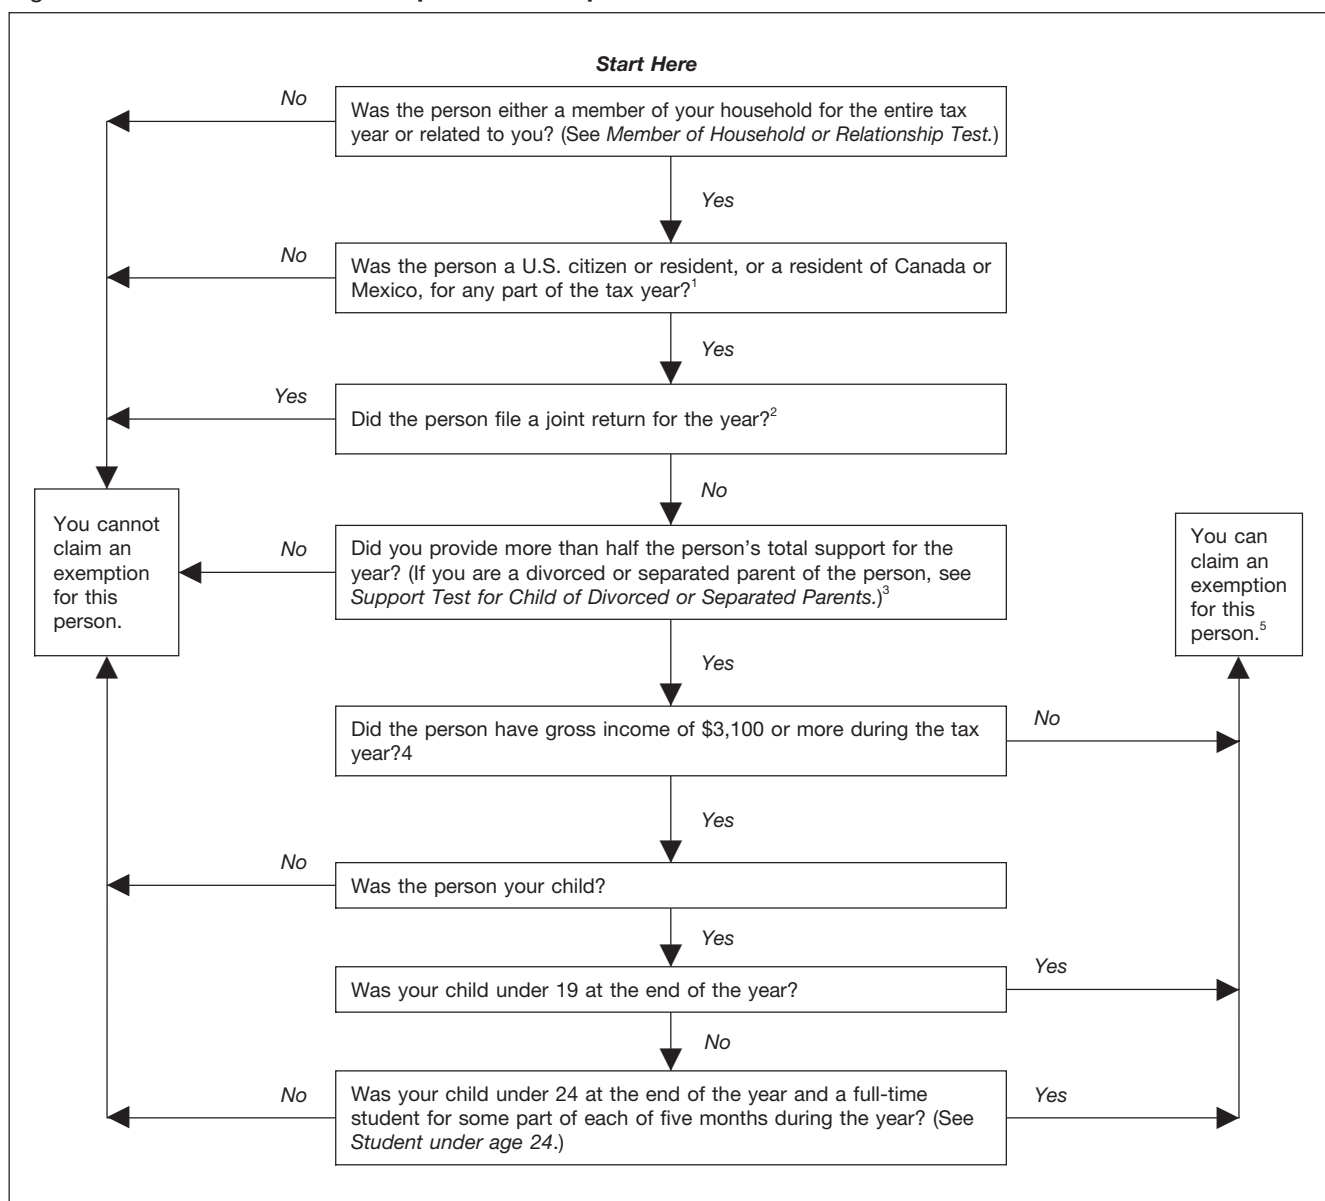 Start Here
No
Was the person either a member of your household for the entire tax
year or related to you? (See Member of Household or Relationship Test.)
Yes
No
Was the person a U.S. citizen or resident, or a resident of Canada or
Mexico, for any part of the tax year?1
Yes
Yes
Did the person file a joint return for the year?2
No
You cannot
claim an
exemption
for this
person.
No
Did you provide more than half the person's total support for the
year? (If you are a divorced or separated parent of the person, see
Support Test for Child of Divorced or Separated Parents.)3
You can
claim an
exemption
for this
person.5
Yes
Did the person have gross income of $3,100 or more during the tax
year?4
No
Yes
No
Was the person your child?
Yes
Was your child under 19 at the end of the year?
Yes
No
No
Was your child under 24 at the end of the year and a full-time
student for some part of each of five months during the year? (See
Student under age 24.)
Yes